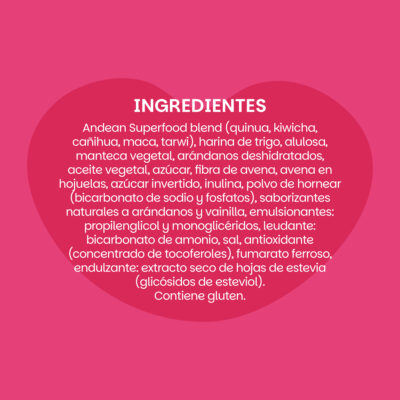 INGREDIENTES
Andean Superfood blend (quinua, kiwicha,
cañihua, maca, tarwi), harina de trigo, alulosa,
manteca vegetal, arándanos deshidratados,
aceite vegetal, azúcar, fibra de avena, avena en
hojuelas, azúcar invertido, inulina, polvo de hornear
(bicarbonato de sodio y fosfatos), saborizantes
naturales a arándanos y vainilla, emulsionantes:
propilenglicol y monoglicéridos, leudante:
bicarbonato de amonio, sal, antioxidante
(concentrado de tocoferoles), fumarato ferroso,
endulzante: extracto seco de hojas de estevia
(glicósidos de esteviol).
Contiene gluten.